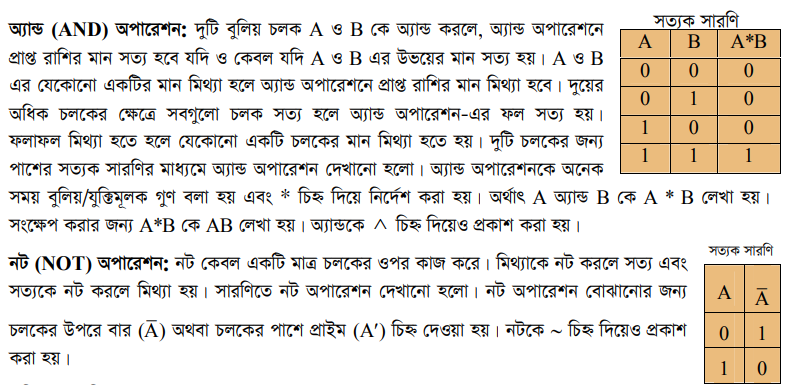 অ্যান্ড (AND) অপারেশন: দুটি বুলিয় চলক A ও B কে অ্যান্ড করলে, অ্যান্ড অপারেশনে
প্রাপ্ত রাশির মান সত্য হবে যদি ও কেবল যদি A ও B এর উভয়ের মান সত্য হয়। A ও B
এর যেকোনো একটির মান মিথ্যা হলে অ্যান্ড অপারেশনে প্রাপ্ত রাশির মান মিথ্যা হবে। দুয়ের
অধিক চলকের ক্ষেত্রে সবগুলো চলক সত্য হলে অ্যান্ড অপারেশন-এর ফল সত্য হয়।
ফলাফল মিথ্যা হতে হলে যেকোনো একটি চলকের মান মিথ্যা হতে হয়। দুটি চলকের জন্য
পাশের সত্যক সারণির মাধ্যমে অ্যান্ড অপারেশন দেখানো হলো। অ্যান্ড অপারেশনকে অনেক
সময় বুলিয়/যুক্তিমূলক গুণ বলা হয় এবং * চিহ্ন দিয়ে নির্দেশ করা হয়। অর্থাৎ A অ্যান্ড B কে A * B লেখা হয়।
সংক্ষেপ করার জন্য A*B কে AB লেখা হয়। অ্যান্ডকে ∧ চিহ্ন দিয়েও প্রকাশ করা হয়।
সত্যক সারণি
A B A*B
0 0 0
0 1 0
1 0 0
1 1 1
নট (NOT) অপারেশন: নট কেবল একটি মাত্র চলকের ওপর কাজ করে। মিথ্যাকে নট করলে সত্য এবং
সত্যকে নট করলে মিথ্যা হয়। সারণিতে নট অপারেশন দেখানো হলো। নট অপারেশন বোঝানোর জন্য
চলকের উপরে বার (A̅) অথবা চলকের পাশে প্রাইম (A′) চিহ্ন দেওয়া হয়। নটকে ~ চিহ্ন দিয়েও প্রকাশ
করা হয়।
সত্যক সারণি
A A̅
0 1
1 0